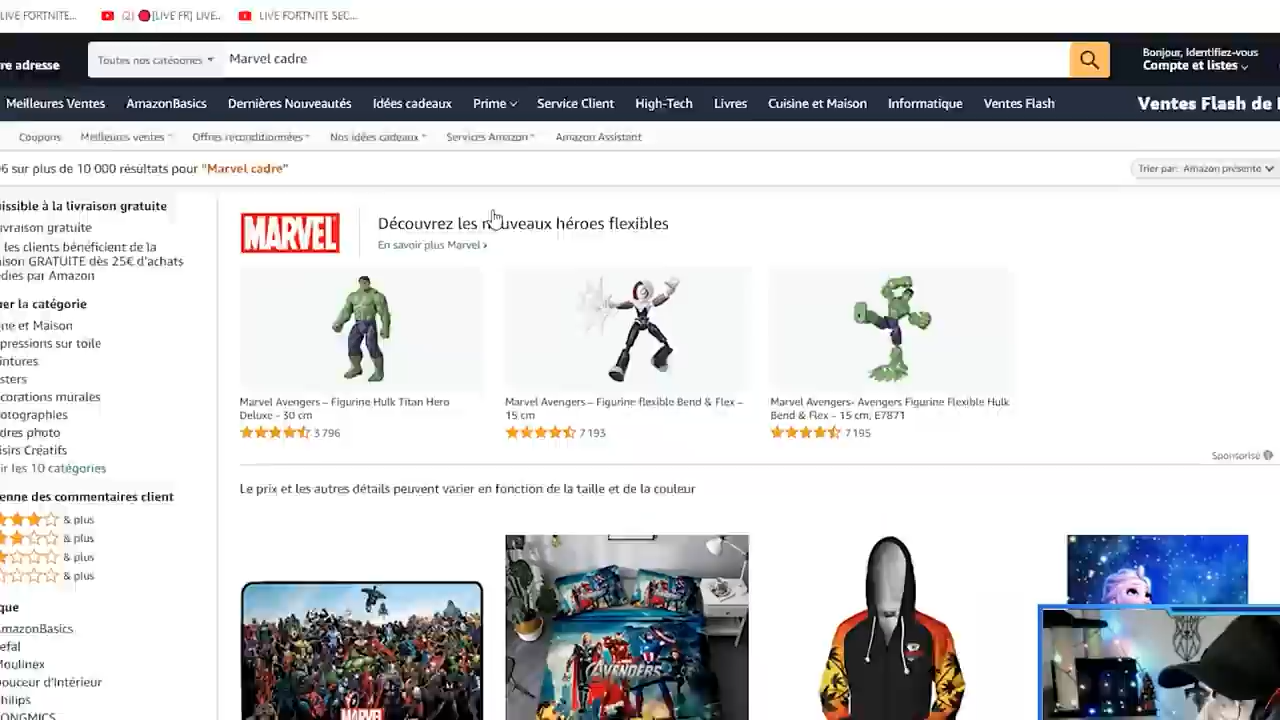 LIVE FORTNITE...
(2) 🔴[LIVE FR] LIVE...
LIVE FORTNITE SEC...
re adresse
Toutes nos catégories
Marvel cadre
Bonjour, Identifiez-vous
Compte et listes
Meilleures Ventes
AmazonBasics
Dernières Nouveautés
Idées cadeaux
Prime
Service Client
High-Tech
Livres
Cuisine et Maison
Informatique
Ventes Flash
Ventes Flash de
Coupons
Meilleures ventes
Offres reconditionnées
Nos idées cadeaux
Services Amazon
Amazon Assistant
6 sur plus de 10 000 résultats pour "Marvel cadre"
Trier par: Amazon présente
issible à la livraison gratuite
ivraison gratuite
les clients bénéficient de la
ison GRATUITE dès 25€ d'achats
dies par Amazon
er la catégorie
ne et Maison
pressions sur toile
intures
sters
corations murales
otographies
dres photo
isirs Créatifs
ir les 10 catégories
enne des commentaires client
& plus
& plus
& plus
& plus
que
mazonBasics
efal
Moulinex
ouceur d'Intérieur
hilips
ONGMICS
MARVEL
Découvrez les nouveaux héroes flexibles
En savoir plus Marvel ›
Marvel Avengers – Figurine Hulk Titan Hero
Deluxe - 30 cm
3 796
Marvel Avengers – Figurine flexible Bend & Flex –
15 cm
7 193
Marvel Avengers- Avengers Figurine Flexible Hulk
Bend & Flex – 15 cm, E7871
7 195
Sponsorisé
Le prix et les autres détails peuvent varier en fonction de la taille et de la couleur
MARVEL
AVENGERS